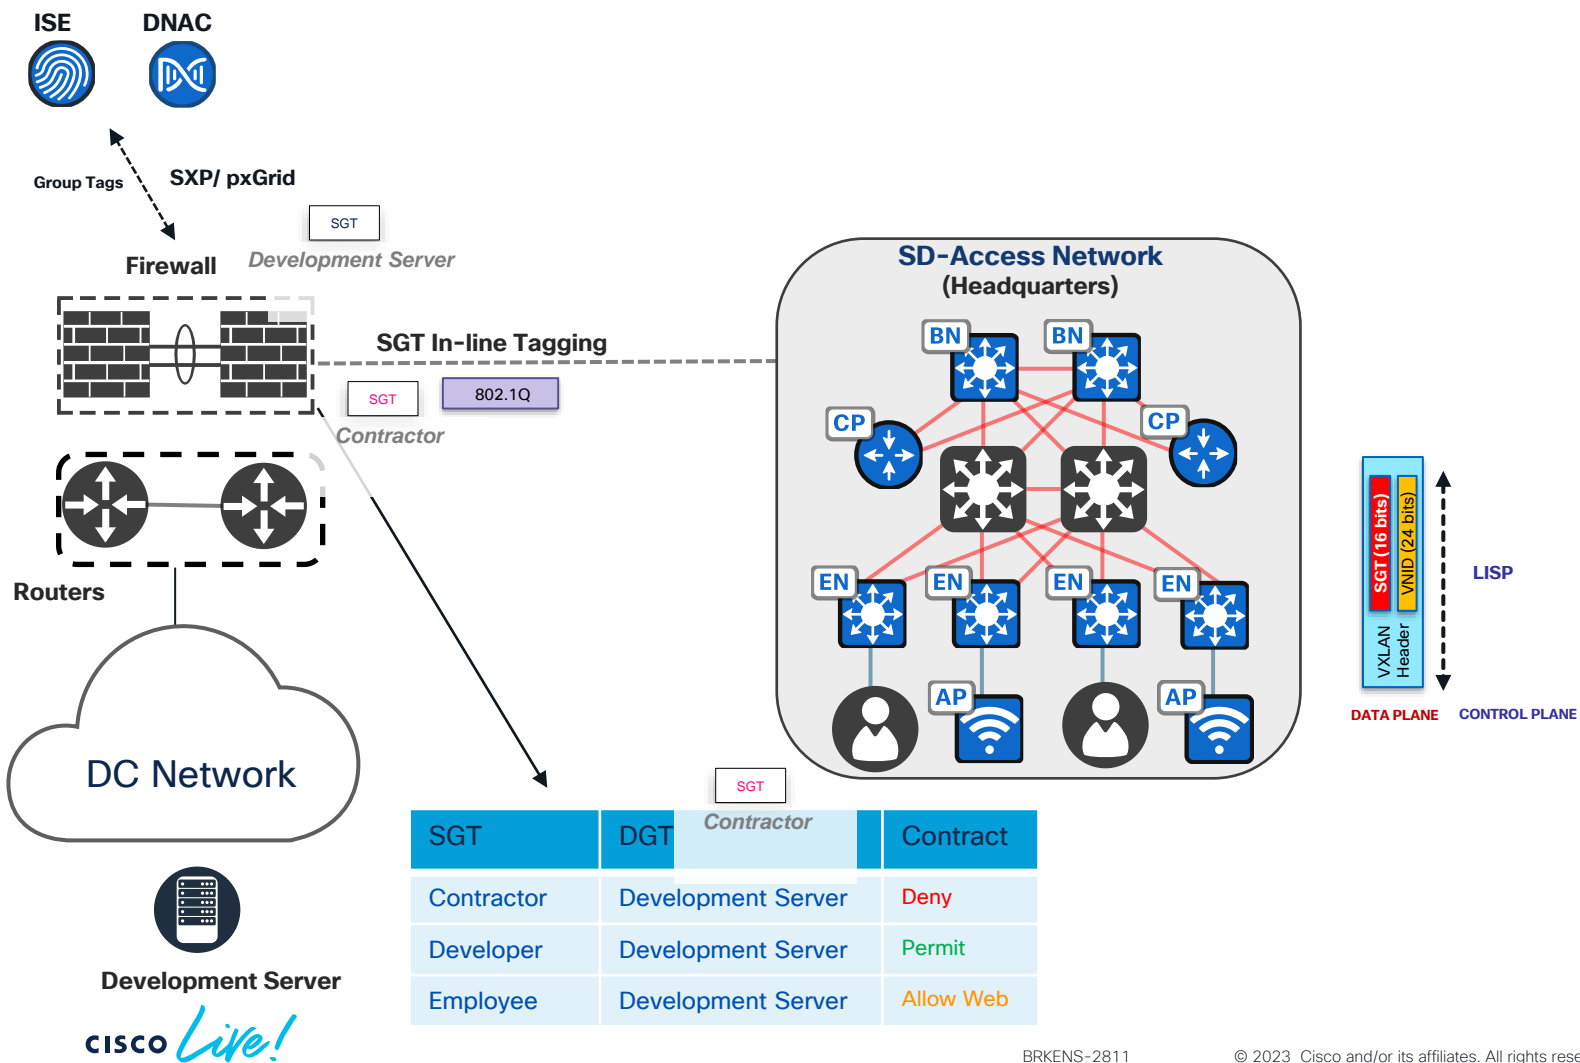 ISE
DNAC
Group Tags
SXP/ pxGrid
SGT
Development Server
Firewall
SGT In-line Tagging
SGT
802.1Q
Contractor
Routers
DC Network
Development Server
SD-Access Network
(Headquarters)
BN
BN
CP
CP
EN
EN
EN
EN
AP
AP
SGT (16 bits)
VNID (24 bits)
VXLAN
Header
LISP
DATA PLANE
CONTROL PLANE
SGT
Contractor
SGT DGT Contract
Contractor Development Server Deny
Developer Development Server Permit
Employee Development Server Allow Web
CISCO Live!
BRKENS-2811
© 2023 Cisco and/or its affiliates. All rights rese